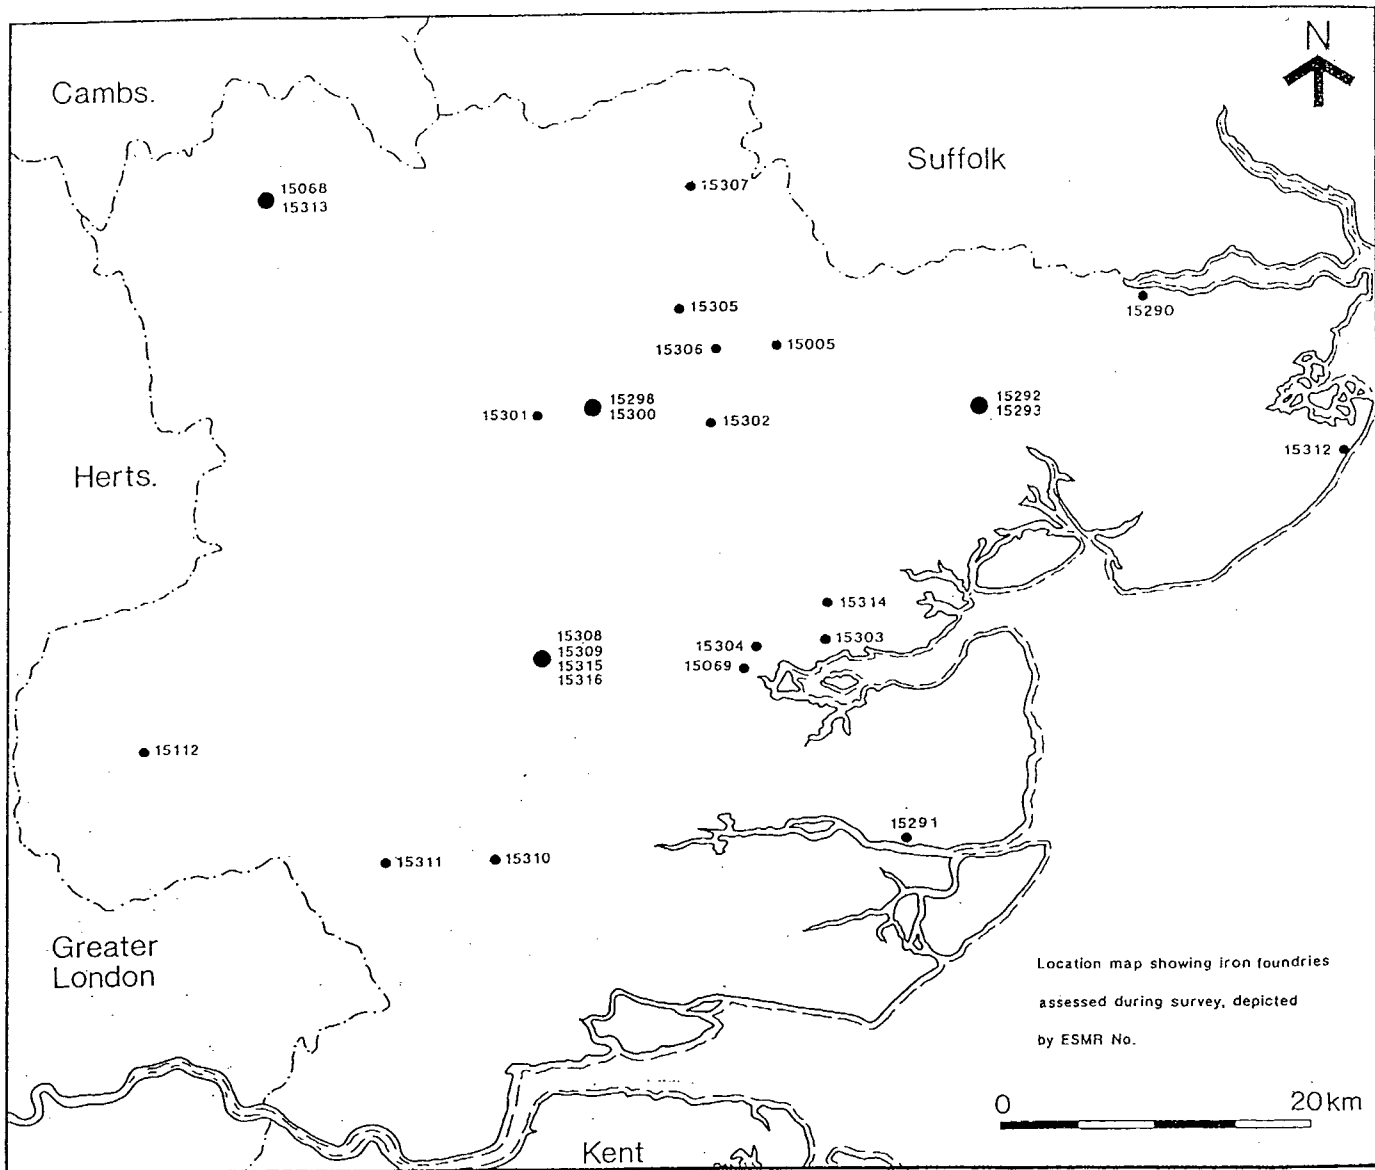 N
Cambs.
Suffolk
15068
15313
15307
15305
15290
15306
15005
15298
15300
15301
15302
15292
15293
15312
Herts.
15314
15308
15309
15315
15316
15304
15303
15069
15112
15291
15311
15310
Greater
London
Location map showing iron foundries
assessed during survey, depicted
by ESMR No.
0 20km
Kent